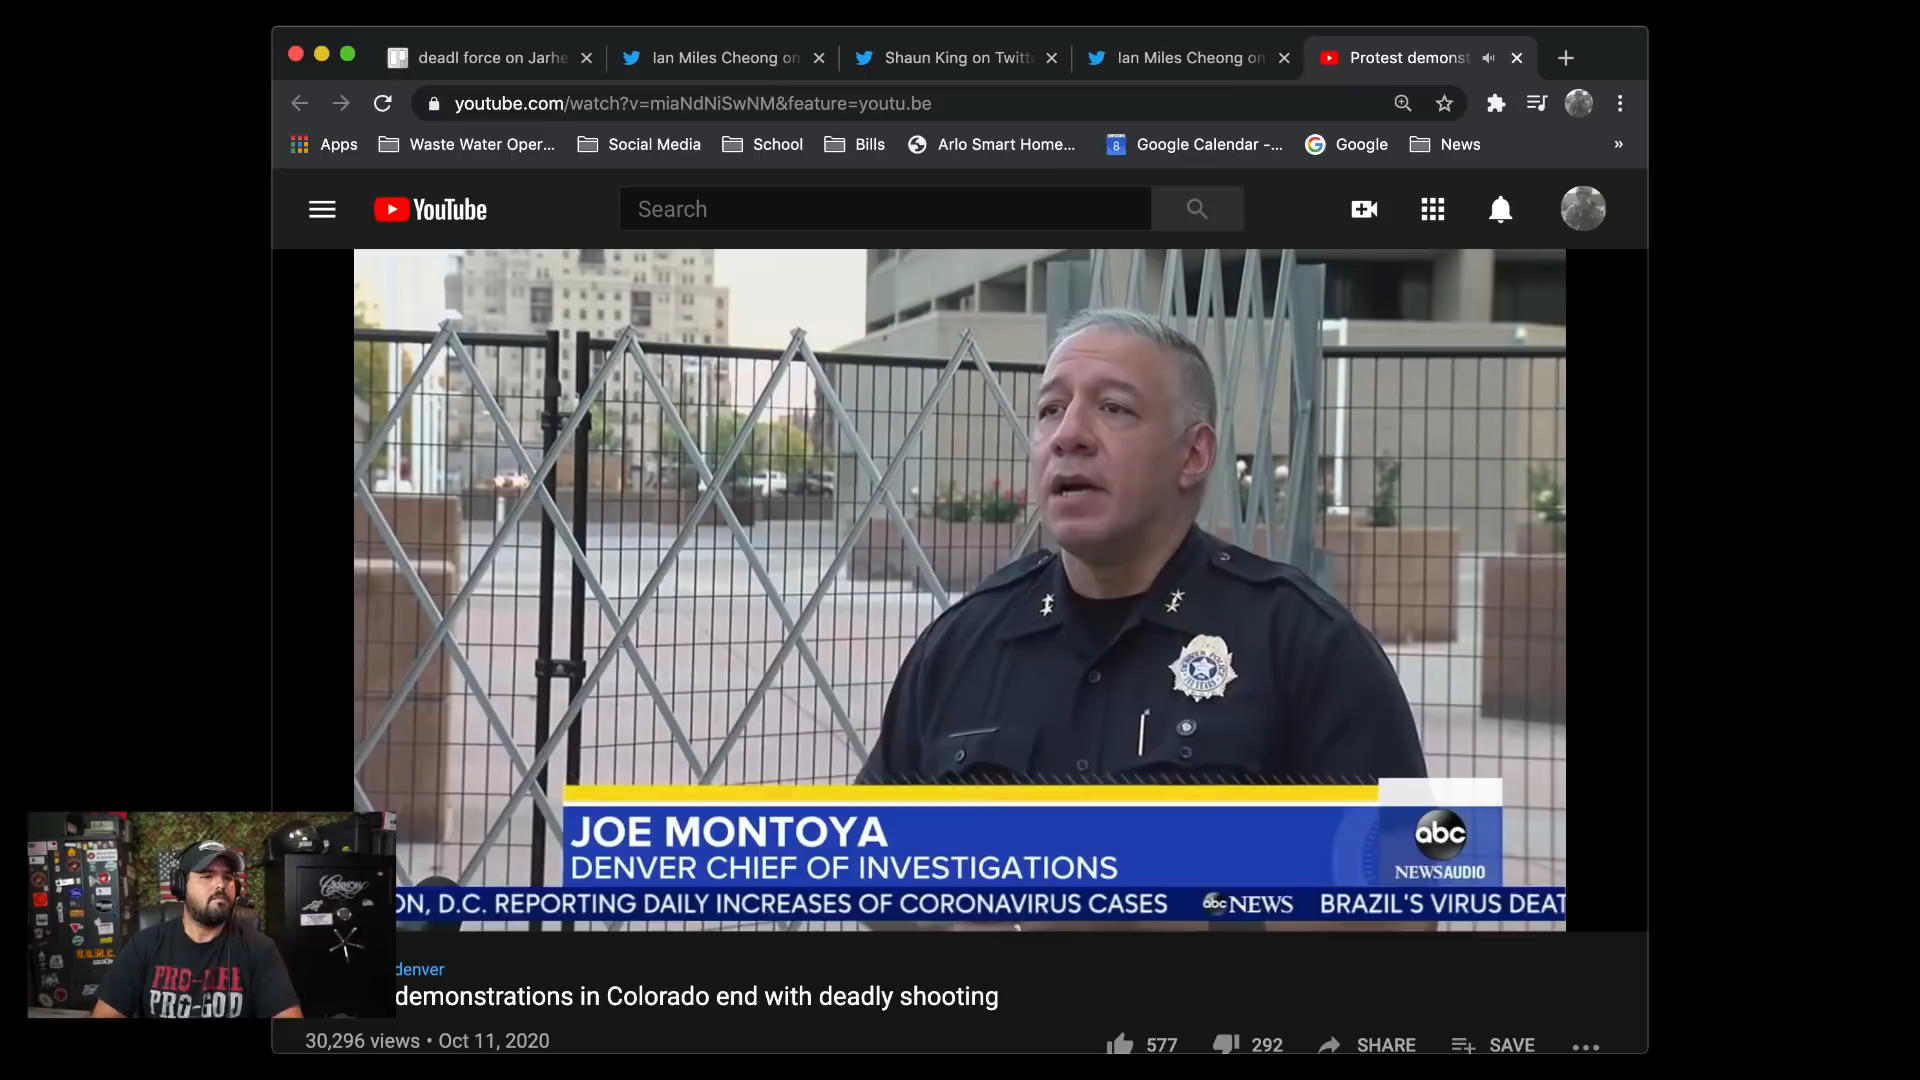 deadl force on Jarhe
Ian Miles Cheong on
Shaun King on Twitte
Ian Miles Cheong on
Protest demonst
youtube.com/watch?v=miaNdNiSwNM&feature=youtu.be
Apps
Waste Water Oper...
Social Media
School
Bills
Arlo Smart Home...
8
Google Calendar -...
Google
News
»
YouTube
Search
JOE MONTOYA
DENVER CHIEF OF INVESTIGATIONS
abc
NEWS AUDIO
ON, D.C. REPORTING DAILY INCREASES OF CORONAVIRUS CASES
abc NEWS
BRAZIL'S VIRUS DEAT
PRO-LIFE
PRO-GOD
denver
demonstrations in Colorado end with deadly shooting
30,296 views • Oct 11, 2020
577
292
SHARE
SAVE